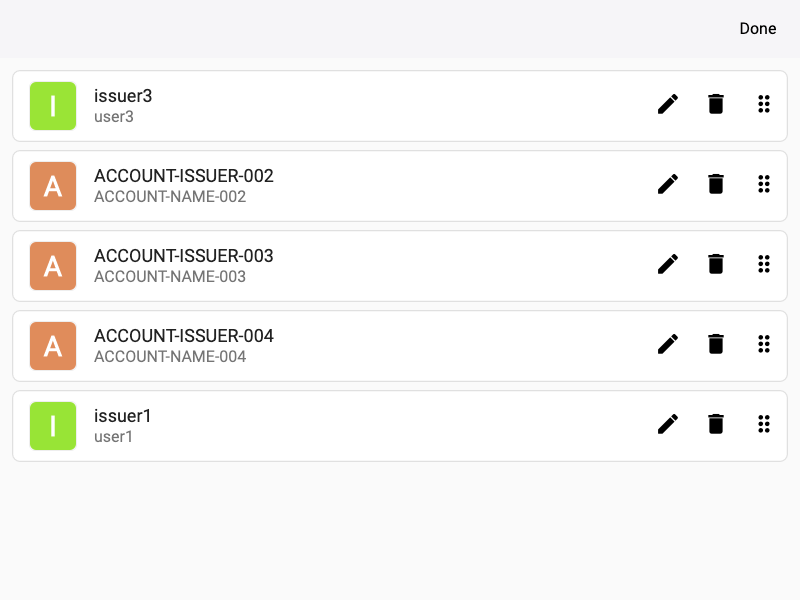 Done
I
issuer3
user3
A
ACCOUNT-ISSUER-002
ACCOUNT-NAME-002
A
ACCOUNT-ISSUER-003
ACCOUNT-NAME-003
A
ACCOUNT-ISSUER-004
ACCOUNT-NAME-004
I
issuer1
user1